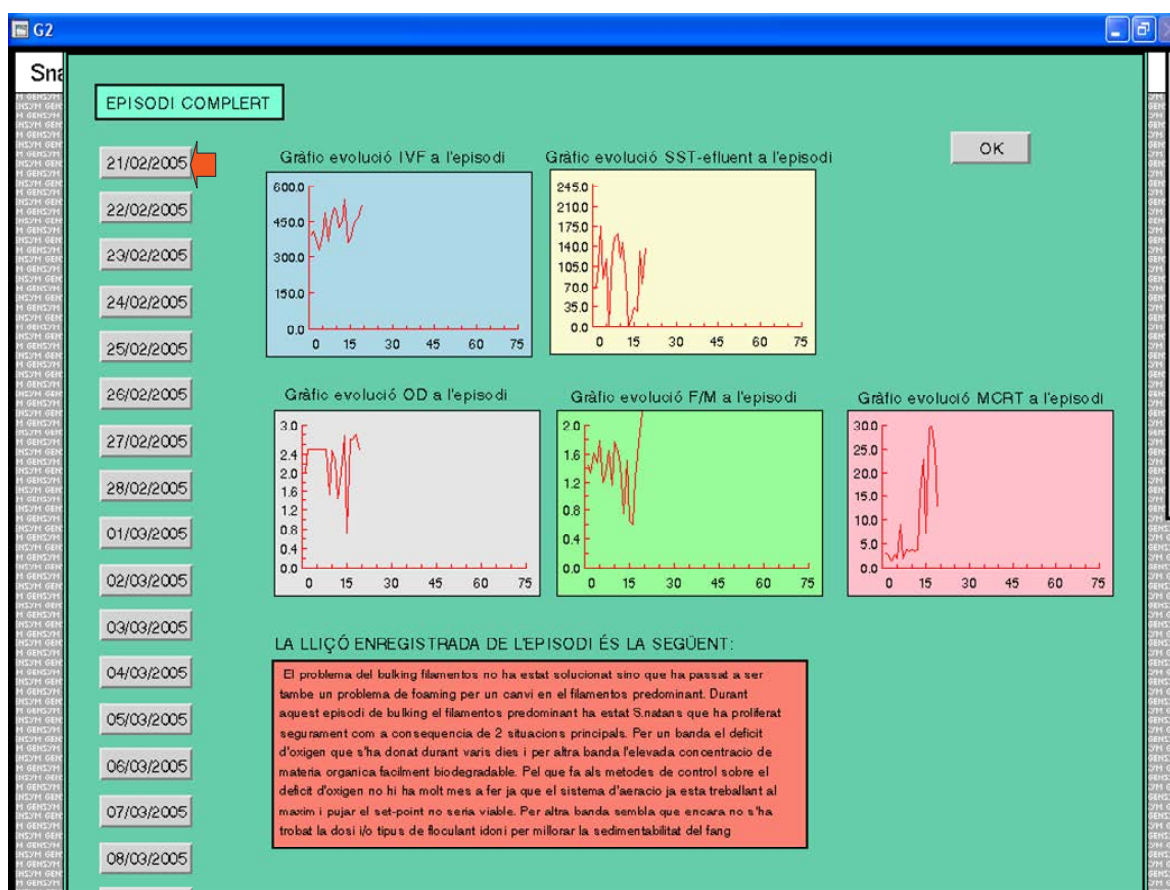 G2
Sna
EPISODI COMPLERT
OK
21/02/2005
22/02/2005
23/02/2005
24/02/2005
25/02/2005
26/02/2005
27/02/2005
28/02/2005
01/03/2005
02/03/2005
03/03/2005
04/03/2005
05/03/2005
06/03/2005
07/03/2005
08/03/2005
Gràfic evolució IVF a l'episodi
600.0
450.0
300.0
150.0
0.0
0 15 30 45 60 75
Gràfic evolució SST-efluent a l'episodi
245.0
210.0
175.0
140.0
105.0
70.0
35.0
0.0
0 15 30 45 60 75
Gràfic evolució OD a l'episodi
3.0
2.4
2.0
1.6
1.2
0.8
0.4
0.0
0 15 30 45 60 75
Gràfic evolució F/M a l'episodi
2.0
1.6
1.2
0.8
0.4
0.0
0 15 30 45 60 75
Gràfic evolució MCRT a l'episodi
30.0
25.0
20.0
15.0
10.0
5.0
0.0
0 15 30 45 60 75
LA LLIÇÓ ENREGISTRADA DE L'EPISODI ÉS LA SEGÜENT:
El problema del bulking filamentos no ha estat solucionat sino que ha passat a ser
tambe un problema de foaming per un canvi en el filamentos predominant. Durant
aquest episodi de bulking el filamentos predominant ha estat S.natans que ha proliferat
segurament com a consequencia de 2 situacions principals. Per un banda el deficit
d'oxigen que s'ha donat durant varis dies i per altra banda l'elevada concentracio de
materia organica facilment biodegradable. Pel que fa als metodes de control sobre el
deficit d'oxigen no hi ha molt mes a fer ja que el sistema d'aeracio ja esta treballant al
maxim i pujar el set-point no seria viable. Per altra banda sembla que encara no s'ha
trobat la dosi i/o tipus de floculant idoni per millorar la sedimentabilitat del fang